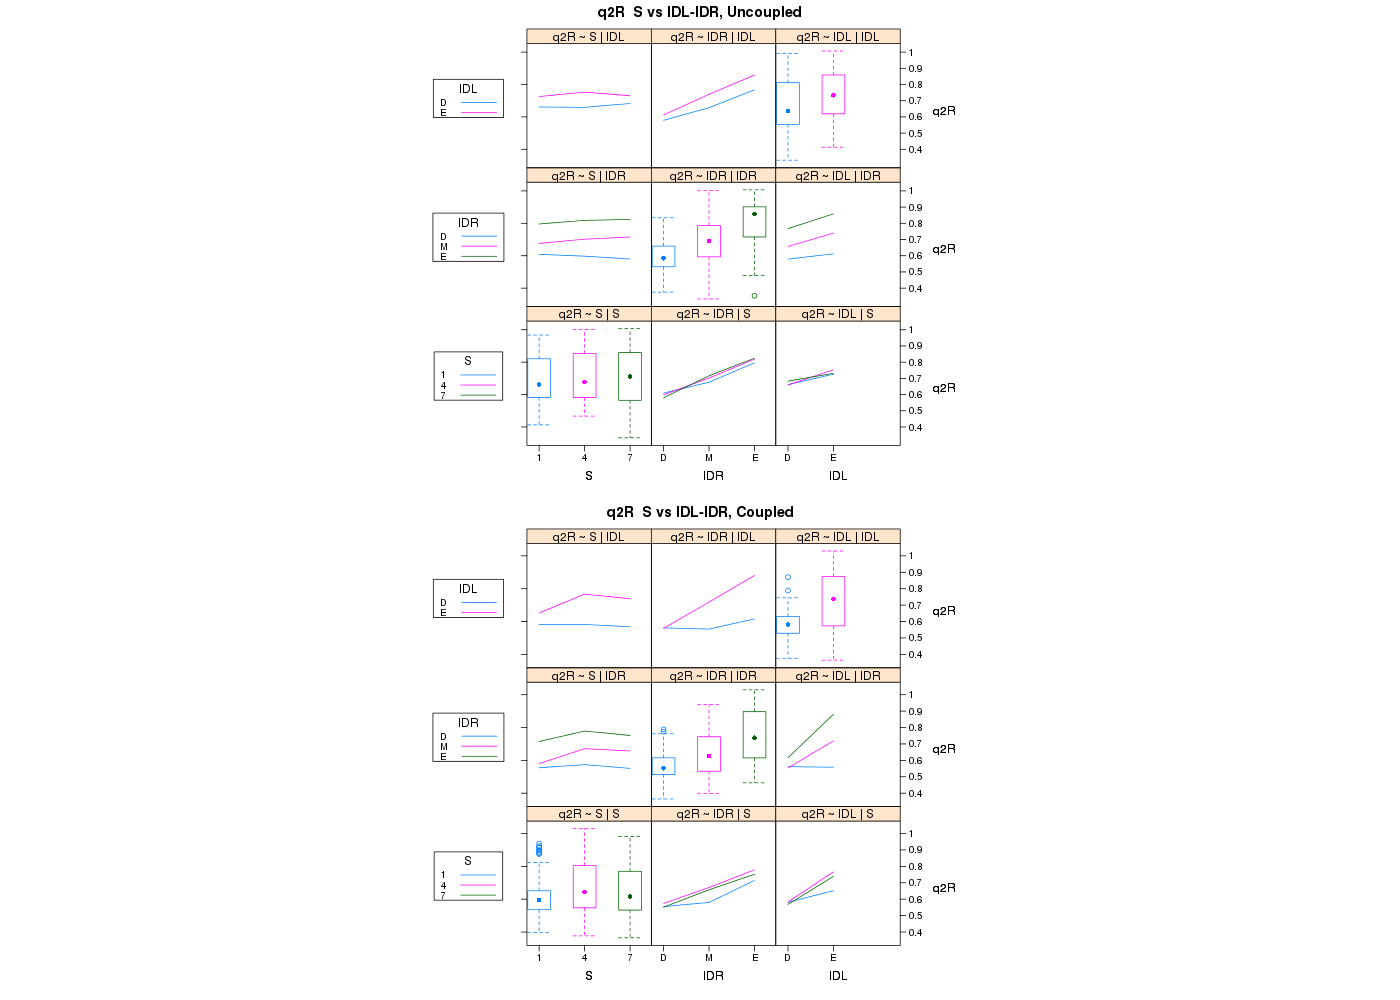 q2R  S vs IDL-IDR, Uncoupled
q2R ~ S | IDL
q2R ~ IDR | IDL
q2R ~ IDL | IDL
IDL
D
E
1
0.9
0.8
0.7
0.6
0.5
0.4
q2R
q2R ~ S | IDR
q2R ~ IDR | IDR
q2R ~ IDL | IDR
IDR
D
M
E
1
0.9
0.8
0.7
0.6
0.5
0.4
q2R
q2R ~ S | S
q2R ~ IDR | S
q2R ~ IDL | S
S
1
4
7
1
0.9
0.8
0.7
0.6
0.5
0.4
q2R
1 4 7
D M E
D E
S
IDR
IDL
q2R  S vs IDL-IDR, Coupled
q2R ~ S | IDL
q2R ~ IDR | IDL
q2R ~ IDL | IDL
IDL
D
E
1
0.9
0.8
0.7
0.6
0.5
0.4
q2R
q2R ~ S | IDR
q2R ~ IDR | IDR
q2R ~ IDL | IDR
IDR
D
M
E
1
0.9
0.8
0.7
0.6
0.5
0.4
q2R
q2R ~ S | S
q2R ~ IDR | S
q2R ~ IDL | S
S
1
4
7
1
0.9
0.8
0.7
0.6
0.5
0.4
q2R
1 4 7
D M E
D E
S
IDR
IDL